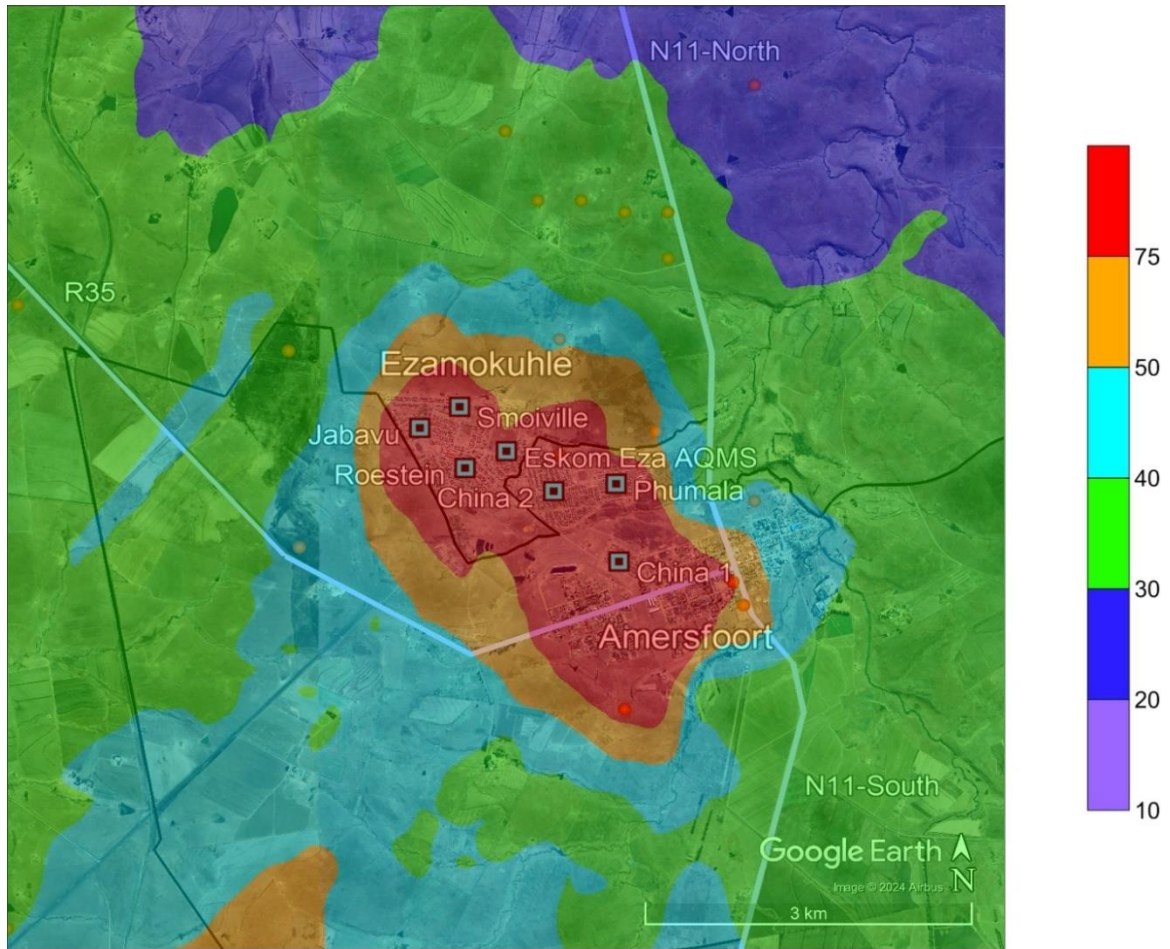 N11-North
R35
75
50
Ezamokuhle
Smolville
Jabavu
Eskom Eza AQMS
Roestein
China 2
Phumala
40
China 1
30
Amersfoort
20
N11-South
10
Google Earth
Image © 2024 Airbus
N
3 km